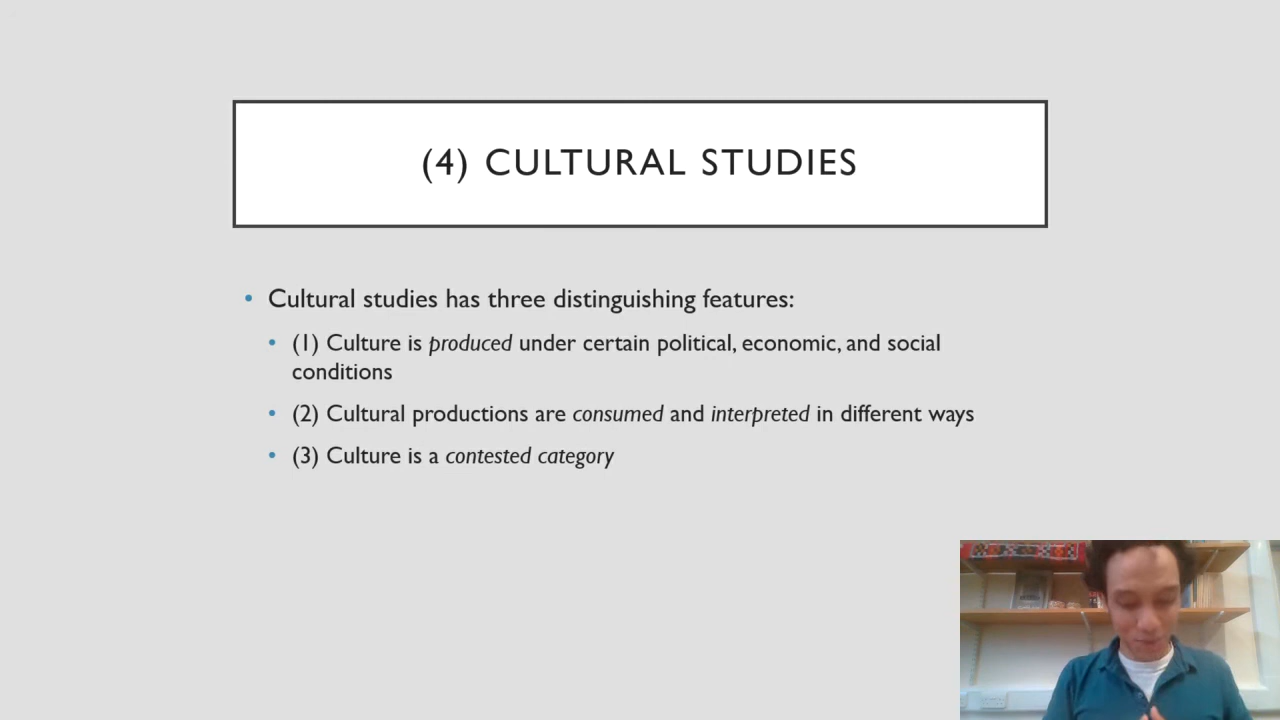 (4) CULTURAL STUDIES
• Cultural studies has three distinguishing features:
• (1) Culture is produced under certain political, economic, and social
conditions
• (2) Cultural productions are consumed and interpreted in different ways
• (3) Culture is a contested category